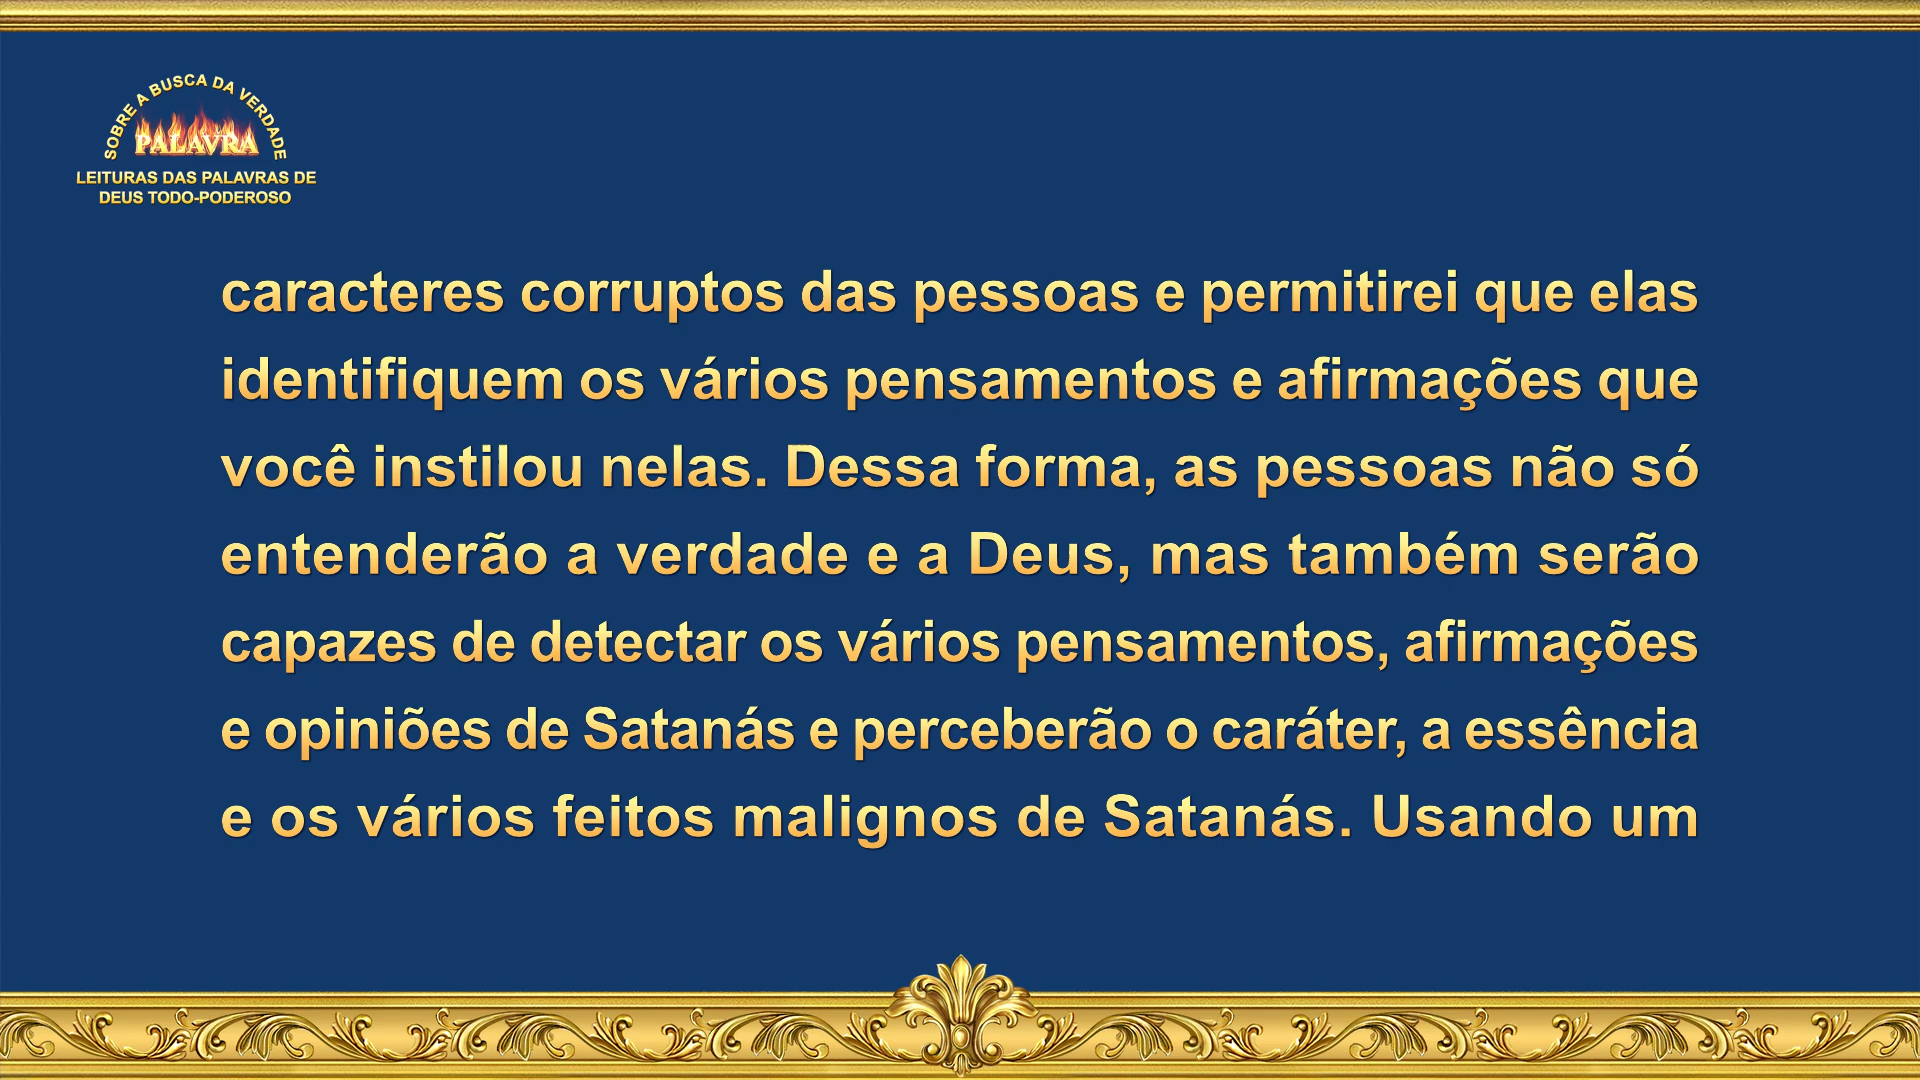 SOBRE A BUSCA DA VERDADE
PALAVRA
LEITURAS DAS PALAVRAS DE
DEUS TODO-PODEROSO
caracteres corruptos das pessoas e permitirei que elas
identifiquem os vários pensamentos e afirmações que
você instilou nelas. Dessa forma, as pessoas não só
entenderão a verdade e a Deus, mas também serão
capazes de detectar os vários pensamentos, afirmações
e opiniões de Satanás e perceberão o caráter, a essência
e os vários feitos malignos de Satanás. Usando um